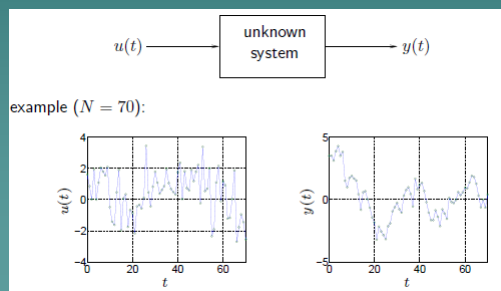 u(t)
unknown
system
y(t)
example (N = 70):
4
2
0
−2
−4
0
20
40
60
u(t)
t
5
0
−5
0
20
40
60
y(t)
t